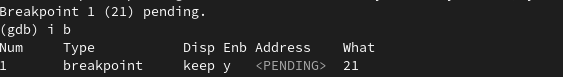 Breakpoint 1 (21) pending.
(gdb) i b
Num     Type           Disp Enb Address    What
1       breakpoint     keep y   <PENDING>  21